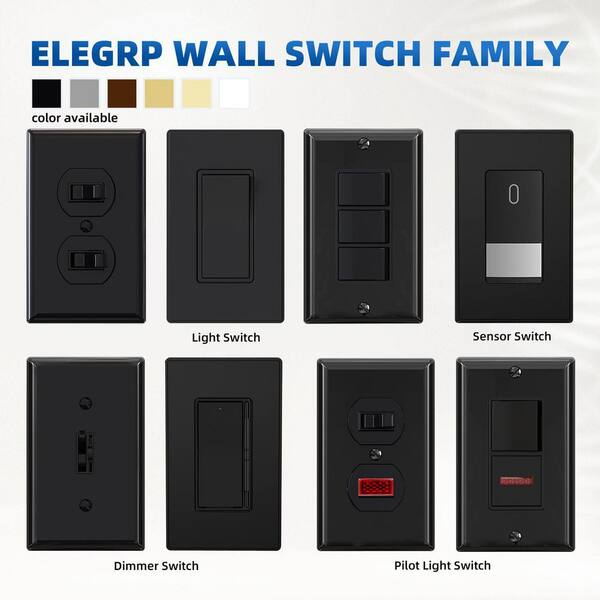 ELEGRP WALL SWITCH FAMILY
color available
Light Switch
Sensor Switch
Dimmer Switch
Pilot Light Switch